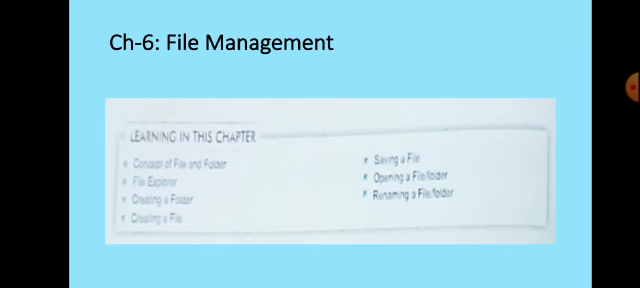 Ch-6: File Management
LEARNING IN THIS CHAPTER
Concept of File and Folder
File Explorer
Creating a Folder
Creating a File
Saving a File
Opening a File/folder
Renaming a File/folder